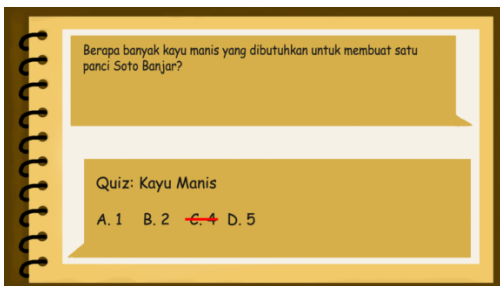 Berapa banyak kayu manis yang dibutuhkan untuk membuat satu
panci Soto Banjar?
Quiz: Kayu Manis
A. 1 B. 2 C. 4 D. 5